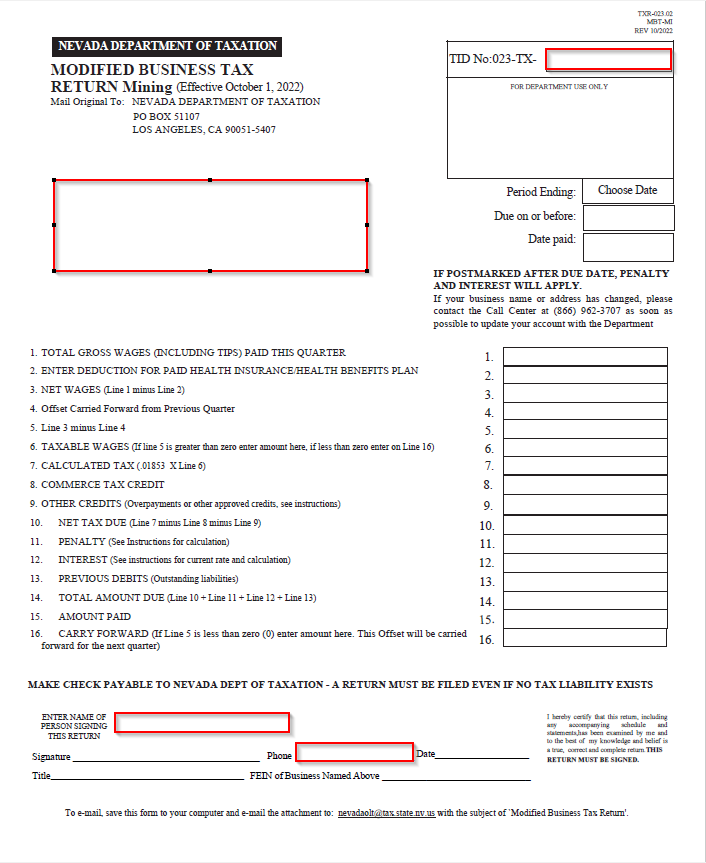 TXR-023.02
MBT-MI
REV 10/2022
NEVADA DEPARTMENT OF TAXATION
MODIFIED BUSINESS TAX
RETURN Mining (Effective October 1, 2022)
Mail Original To: NEVADA DEPARTMENT OF TAXATION
PO BOX 51107
LOS ANGELES, CA 90051-5407
TID No:023-TX-
FOR DEPARTMENT USE ONLY
Period Ending: Choose Date
Due on or before:
Date paid:
IF POSTMARKED AFTER DUE DATE, PENALTY
AND INTEREST WILL APPLY.
If your business name or address has changed, please
contact the Call Center at (866) 962-3707 as soon as
possible to update your account with the Department
1. TOTAL GROSS WAGES (INCLUDING TIPS) PAID THIS QUARTER 1.
2. ENTER DEDUCTION FOR PAID HEALTH INSURANCE/HEALTH BENEFITS PLAN 2.
3. NET WAGES (Line 1 minus Line 2) 3.
4. Offset Carried Forward from Previous Quarter 4.
5. Line 3 minus Line 4 5.
6. TAXABLE WAGES (If line 5 is greater than zero enter amount here, if less than zero enter on Line 16) 6.
7. CALCULATED TAX (.01853 X Line 6) 7.
8. COMMERCE TAX CREDIT 8.
9. OTHER CREDITS (Overpayments or other approved credits, see instructions) 9.
10. NET TAX DUE (Line 7 minus Line 8 minus Line 9) 10.
11. PENALTY (See Instructions for calculation) 11.
12. INTEREST (See instructions for current rate and calculation) 12.
13. PREVIOUS DEBITS (Outstanding liabilities) 13.
14. TOTAL AMOUNT DUE (Line 10 + Line 11 + Line 12 + Line 13) 14.
15. AMOUNT PAID 15.
16. CARRY FORWARD (If Line 5 is less than zero (0) enter amount here. This Offset will be carried 16.
forward for the next quarter)
MAKE CHECK PAYABLE TO NEVADA DEPT OF TAXATION - A RETURN MUST BE FILED EVEN IF NO TAX LIABILITY EXISTS
ENTER NAME OF
PERSON SIGNING
THIS RETURN
Signature Phone Date
Title FEIN of Business Named Above
I hereby certify that this return, including
any accompanying schedule and
statements,has been examined by me and
to the best of my knowledge and belief is
a true, correct and complete return.THIS
RETURN MUST BE SIGNED.
To e-mail, save this form to your computer and e-mail the attachment to: nevadaolt@tax.state.nv.us with the subject of 'Modified Business Tax Return'.